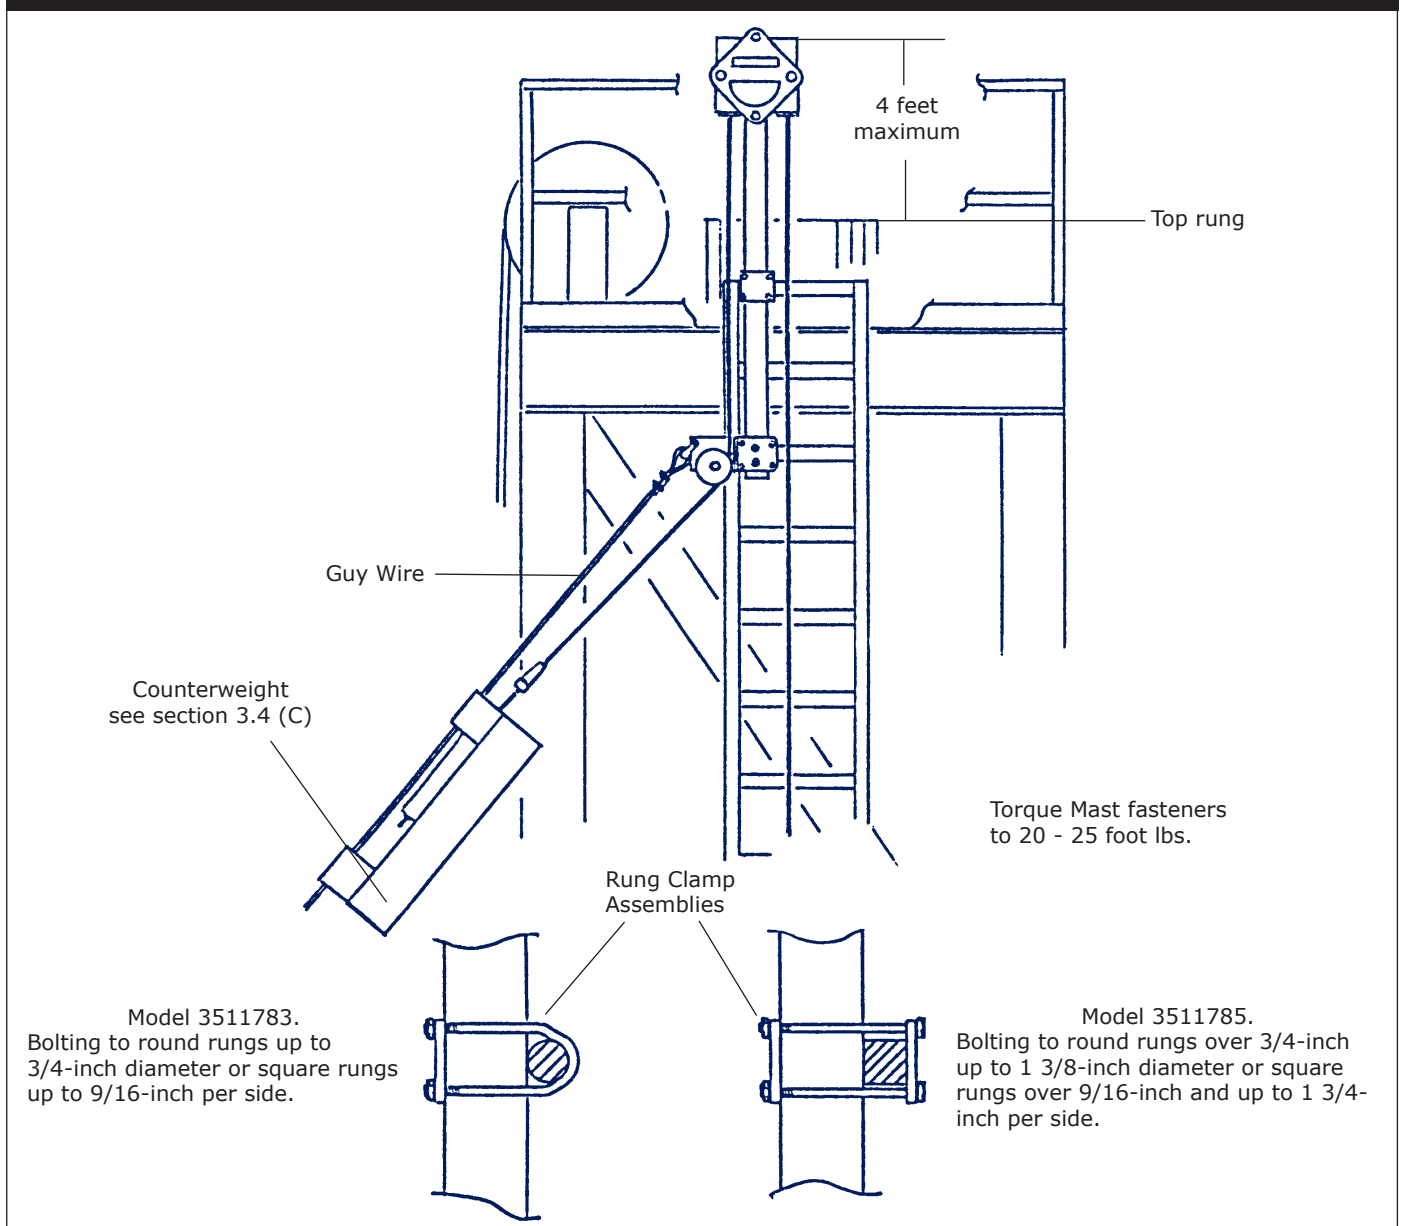 4 feet
maximum
Top rung
Guy Wire
Counterweight
see section 3.4 (C)
Torque Mast fasteners
to 20 - 25 foot lbs.
Rung Clamp
Assemblies
Model 3511783.
Bolting to round rungs up to
3/4-inch diameter or square rungs
up to 9/16-inch per side.
Model 3511785.
Bolting to round rungs over 3/4-inch
up to 1 3/8-inch diameter or square
rungs over 9/16-inch and up to 1 3/4-
inch per side.